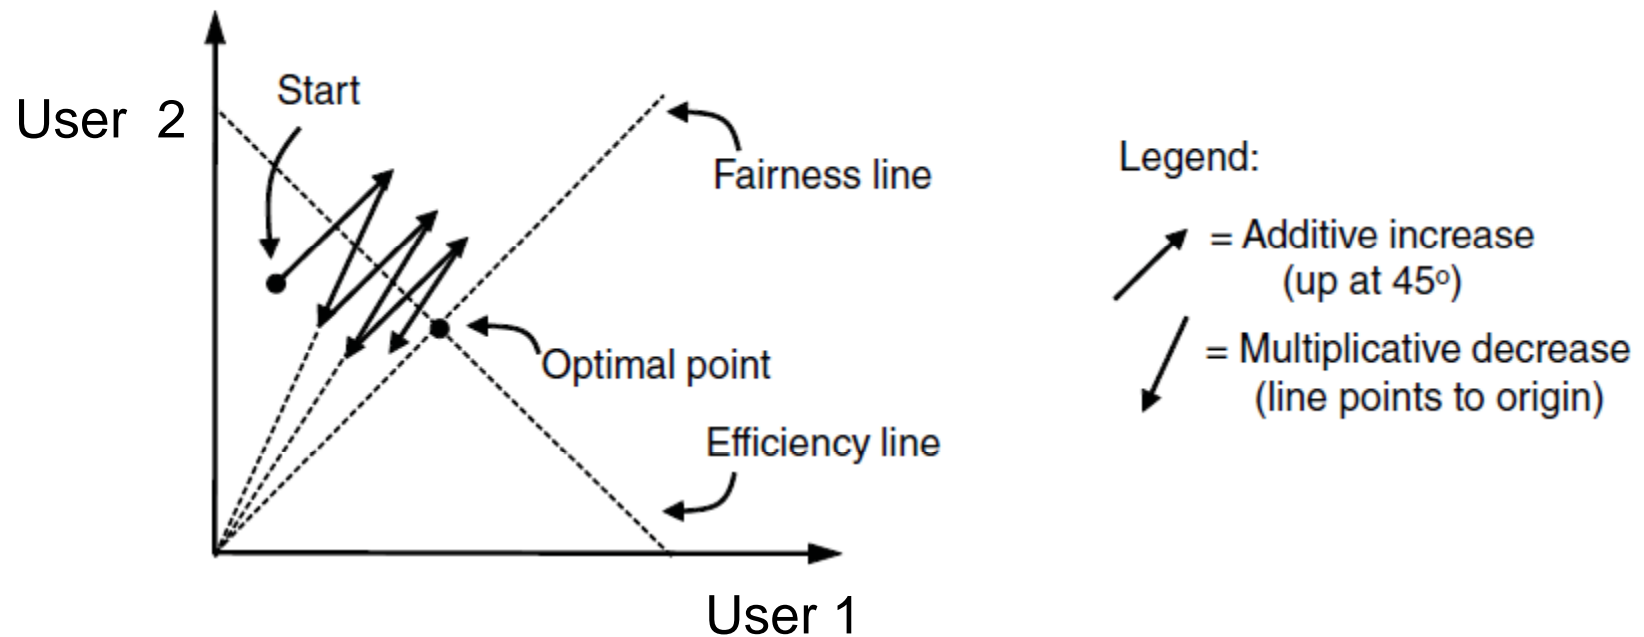 Start
User 2
Fairness line
Optimal point
Efficiency line
User 1
Legend:
= Additive increase
(up at 45º)
= Multiplicative decrease
(line points to origin)